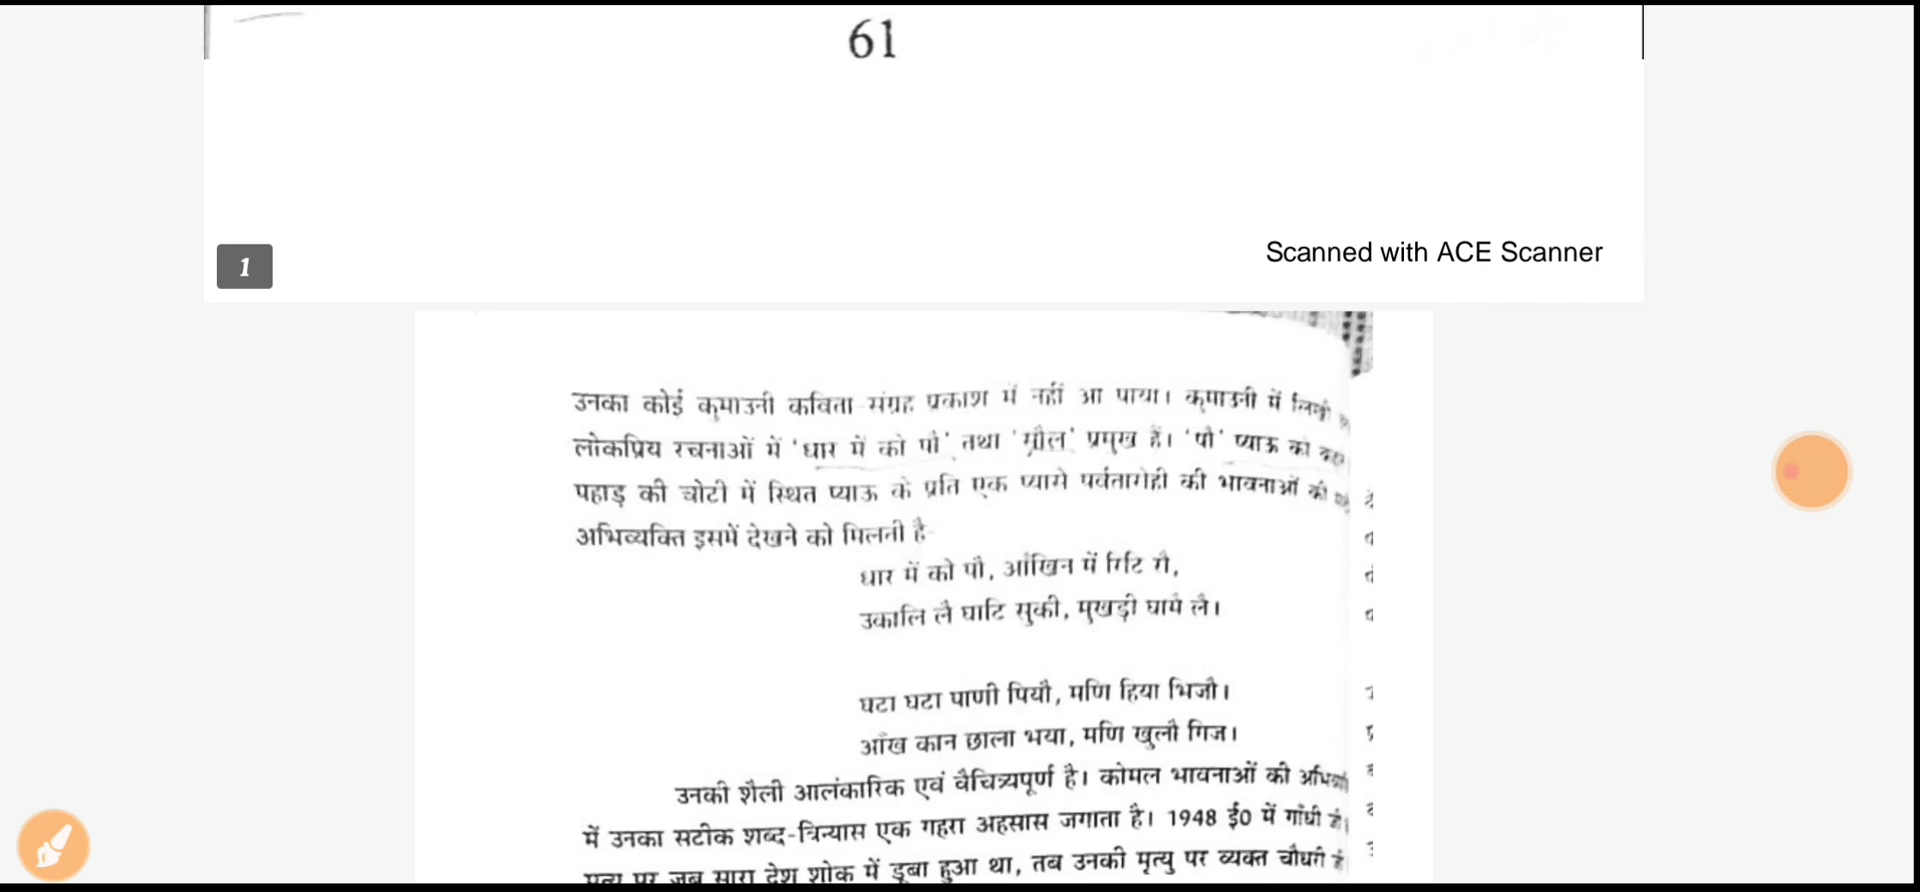 61
Scanned with ACE Scanner
1
उनका कोई कुमाउनी कविता-संग्रह प्रकाश में नहीं आ पाया। कुमाउनी में लिखी
लोकप्रिय रचनाओं में 'धार में को पौ' तथा 'मौल' प्रमुख हैं। 'पौ' प्याऊ को
पहाड़ की चोटी में स्थित प्याऊ के प्रति एक प्यासे पर्वतारोही की भावनाओं की
अभिव्यक्ति इसमें देखने को मिलती है-
धार में को पौ, आँखिन में रिटि रौ,
उकालि लै घाटि सुकी, मुखड़ी घामै लै।
घटा घटा पाणी पियौ, मणि हिया भिजौ।
आँख कान छाला भया, मणि खुलौ गिज।
उनकी शैली आलंकारिक एवं वैचित्र्यपूर्ण है। कोमल भावनाओं की
में उनका सटीक शब्द-विन्यास एक गहरा अहसास जगाता है। 1948 ई0 में गाँधी
मृत्यु पर जब सारा देश शोक में डूबा हुआ था, तब उनकी मृत्यु पर व्यक्त चौधरी